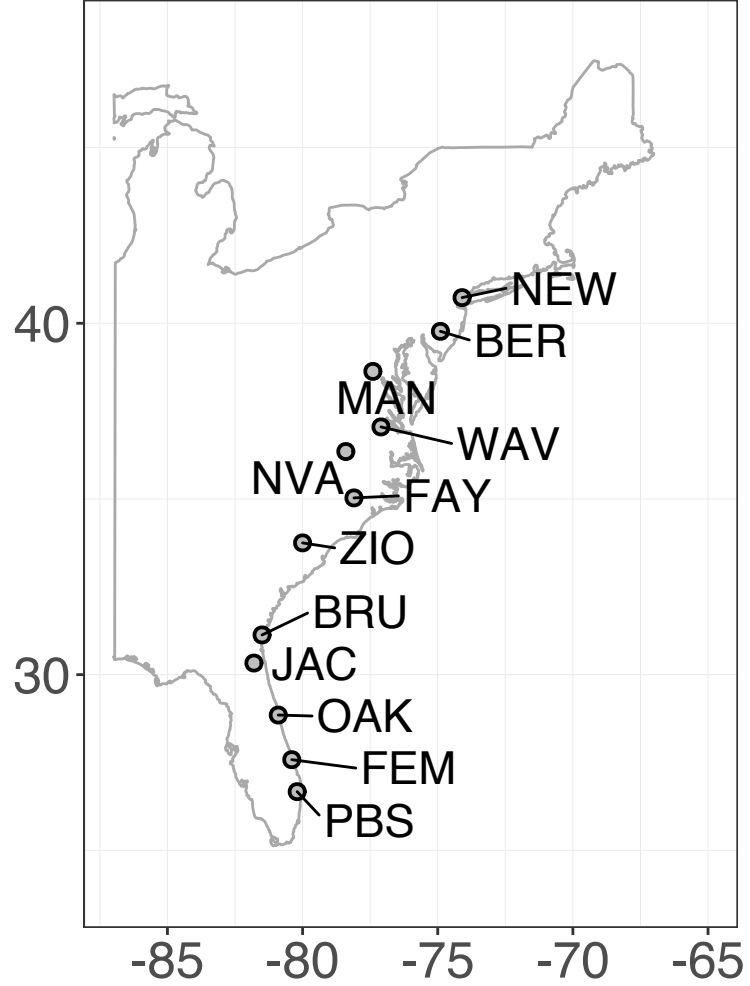 NEW
40
BER
MAN
WAV
NVA
FAY
ZIO
BRU
JAC
30
OAK
FEM
PBS
-85 -80 -75 -70 -65